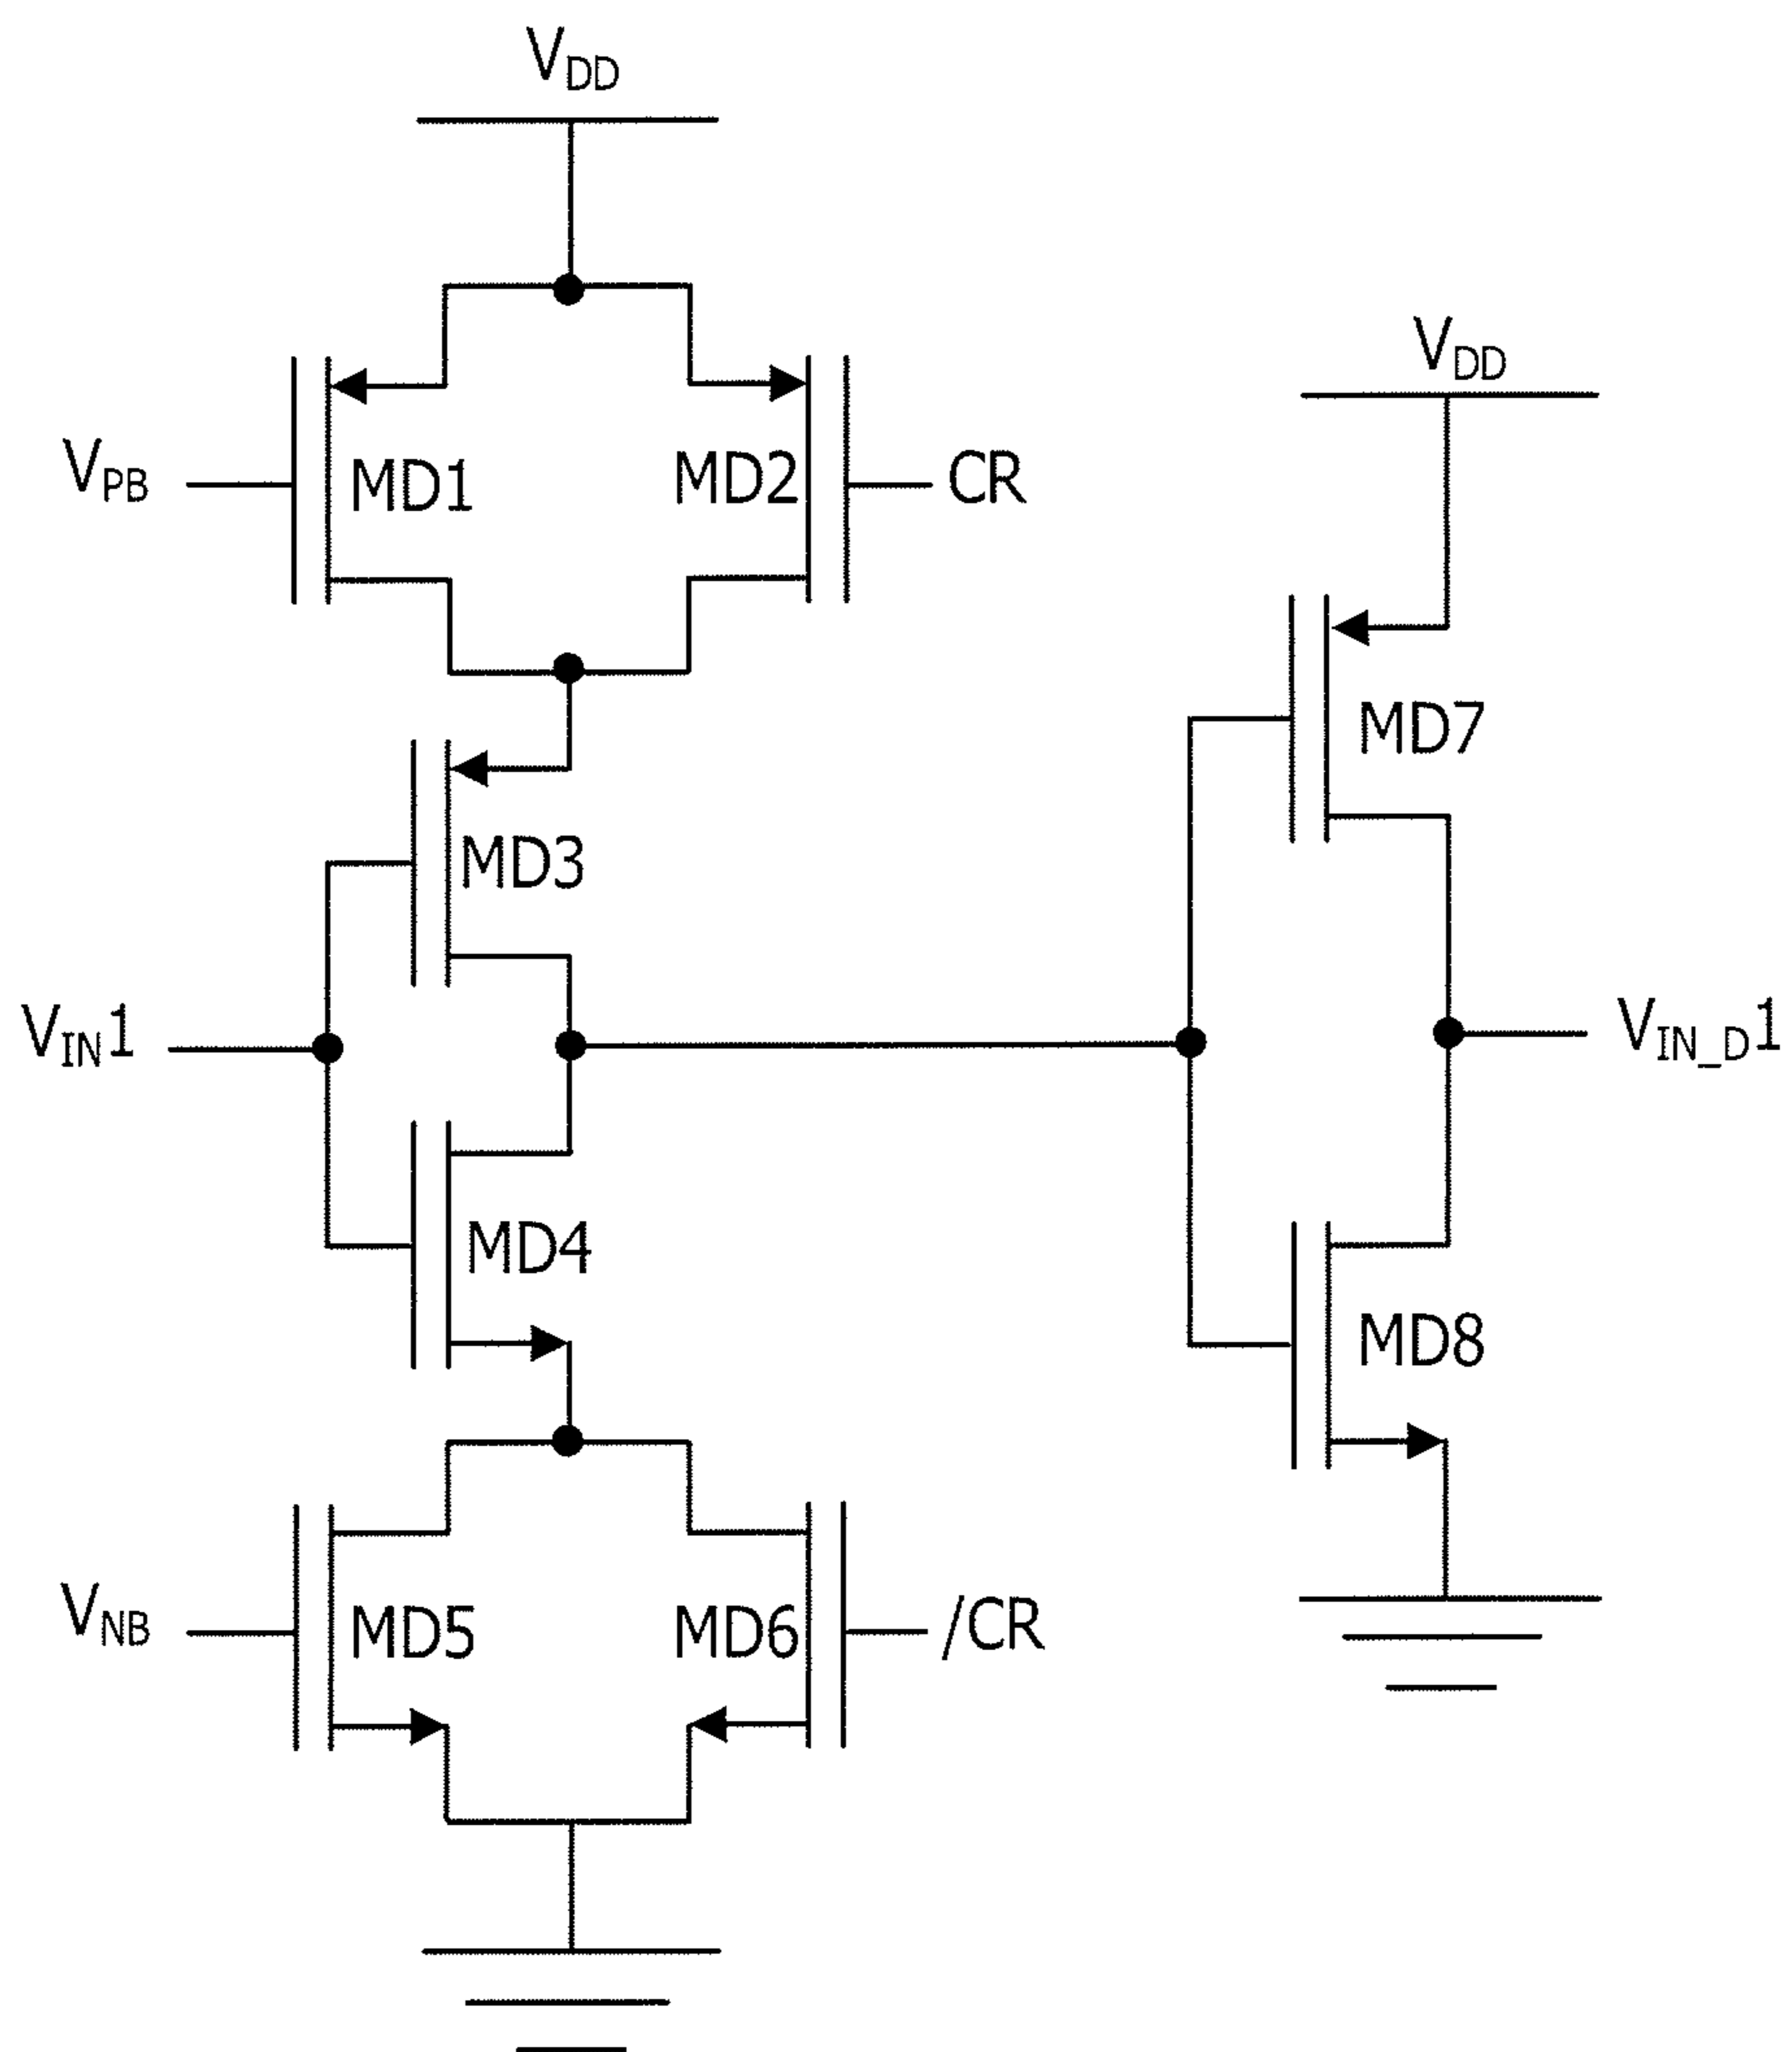 VDD
VDD
VPB
MD1
MD2
CR
MD7
MD3
VIN1
VIN_D1
MD4
MD8
VNB
MD5
MD6
/CR